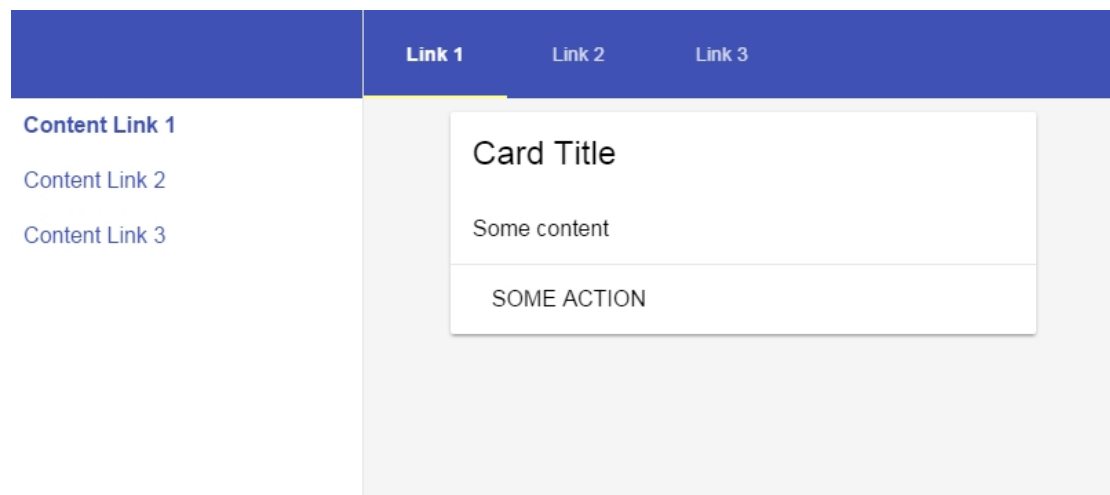 Link 1 Link 2 Link 3
Content Link 1
Content Link 2
Content Link 3
Card Title
Some content
SOME ACTION